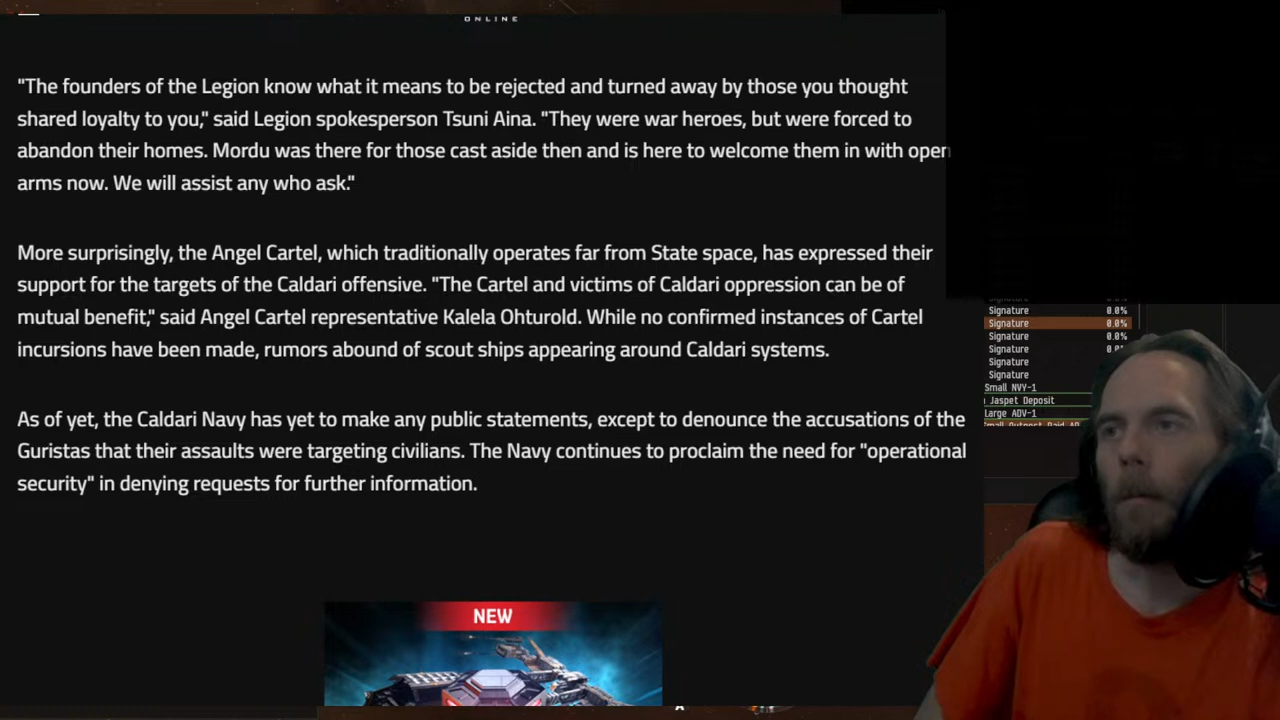 ONLINE
"The founders of the Legion know what it means to be rejected and turned away by those you thought
shared loyalty to you," said Legion spokesperson Tsuni Aina. "They were war heroes, but were forced to
abandon their homes. Mordu was there for those cast aside then and is here to welcome them in with open
arms now. We will assist any who ask."
More surprisingly, the Angel Cartel, which traditionally operates far from State space, has expressed their
support for the targets of the Caldari offensive. "The Cartel and victims of Caldari oppression can be of
mutual benefit," said Angel Cartel representative Kalela Ohturold. While no confirmed instances of Cartel
incursions have been made, rumors abound of scout ships appearing around Caldari systems.
As of yet, the Caldari Navy has yet to make any public statements, except to denounce the accusations of the
Guristas that their assaults were targeting civilians. The Navy continues to proclaim the need for "operational
security" in denying requests for further information.
NEW
Signature 0.0%
Signature 0.0%
Signature 0.0%
Signature 0.0%
Signature
Signature
Small NVY-1
Jaspet Deposit
Large ADV-1
Small Outpost Raid